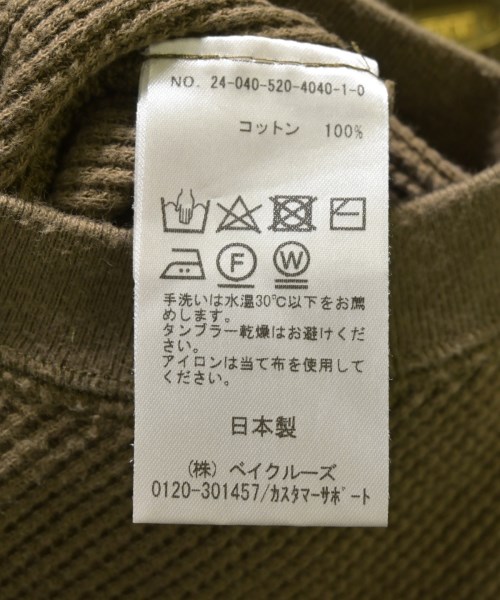 NO. 24-040-520-4040-1-0
コットン 100%
F W
手洗いは水温30℃以下をお薦
めします。
タンブラー乾燥はお避けくだ
さい。
アイロンは当て布を使用して
ください。
日本製
(株) ベイクルーズ
0120-301457/ｶｽﾀﾏｰｻﾎﾟｰﾄ